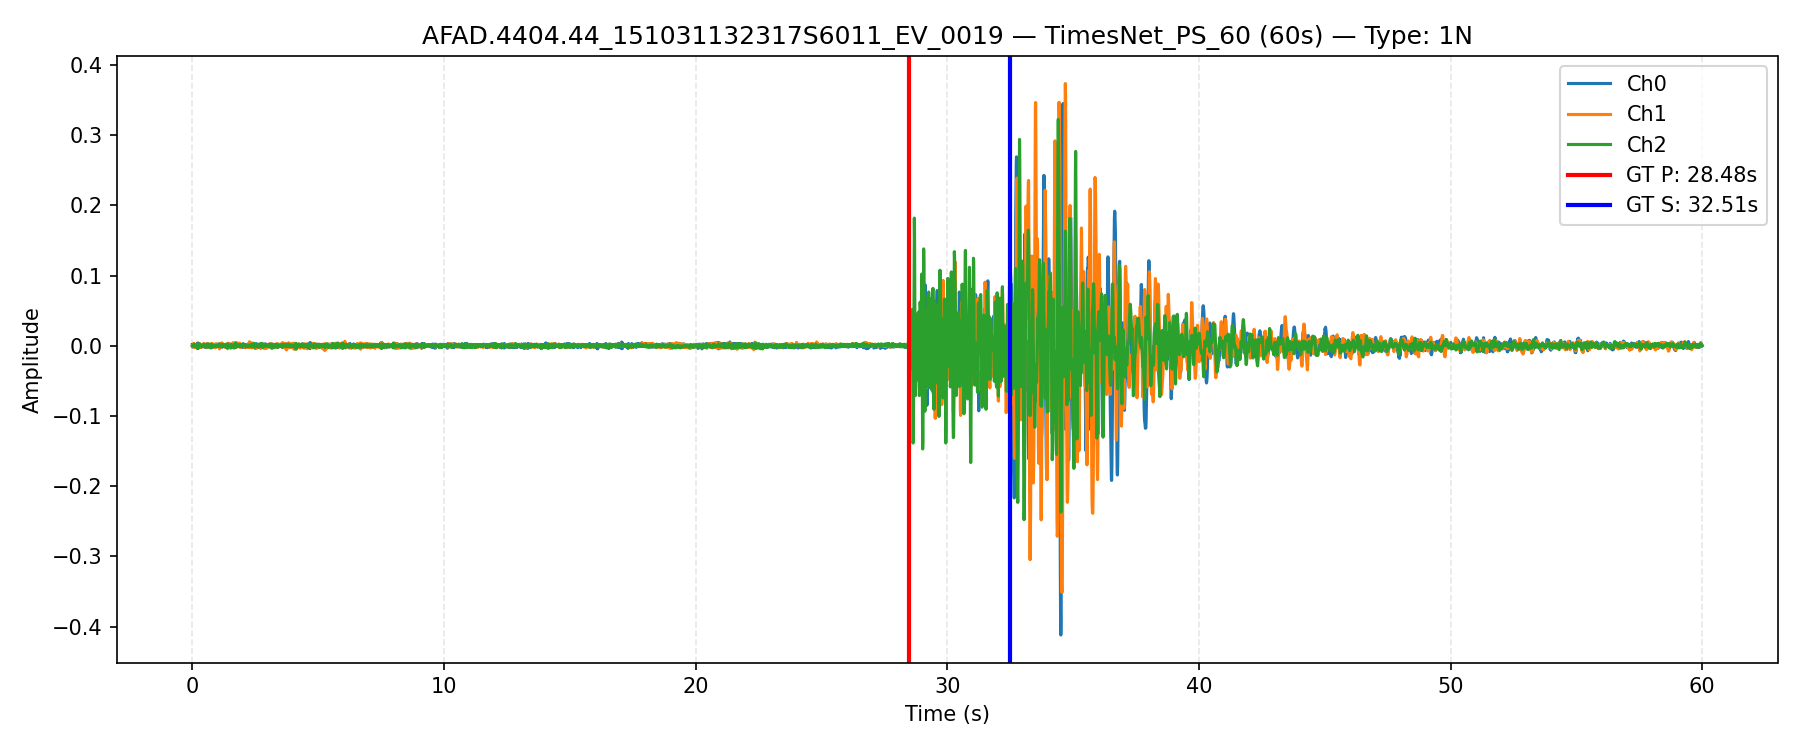 AFAD.4404.44_151031132317S6011_EV_0019 — TimesNet_PS_60 (60s) — Type: 1N
Ch0
Ch1
Ch2
GT P: 28.48s
GT S: 32.51s
Amplitude
0.4
0.3
0.2
0.1
0.0
−0.1
−0.2
−0.3
−0.4
0 10 20 30 40 50 60
Time (s)